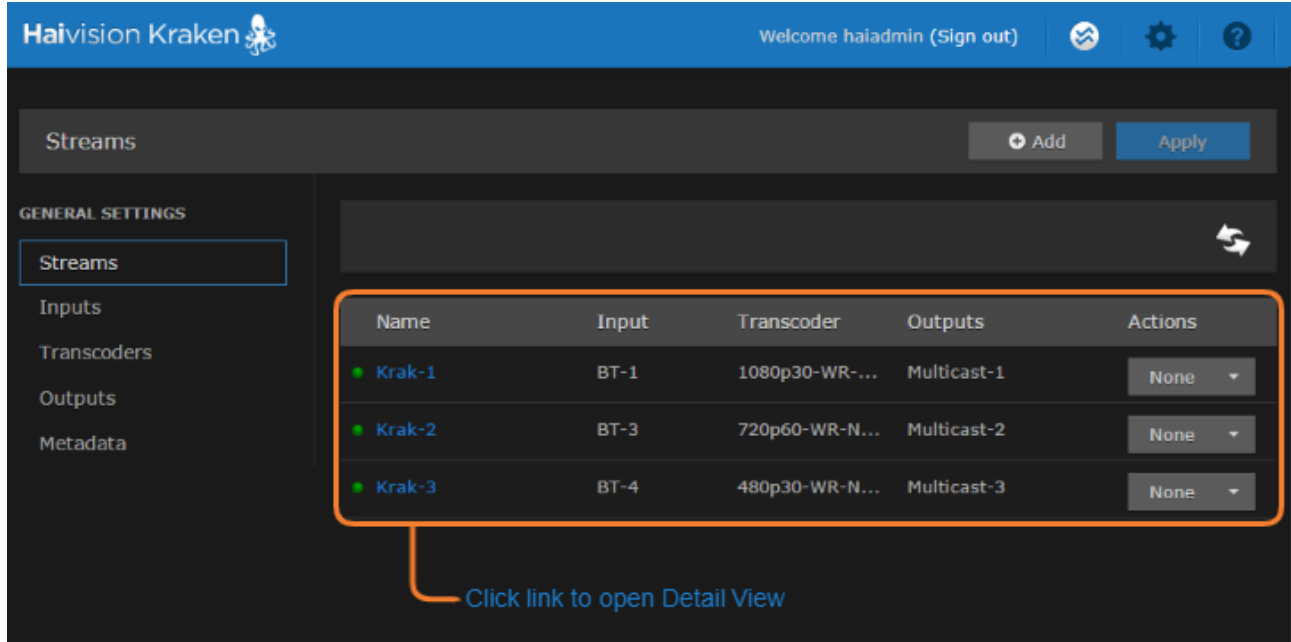 Haivision Kraken
Welcome haiadmin (Sign out)
Streams
Add
Apply
GENERAL SETTINGS
Streams
Inputs
Transcoders
Outputs
Metadata
Name Input Transcoder Outputs Actions
Krak-1 BT-1 1080p30-WR-... Multicast-1 None
Krak-2 BT-3 720p60-WR-N... Multicast-2 None
Krak-3 BT-4 480p30-WR-N... Multicast-3 None
Click link to open Detail View